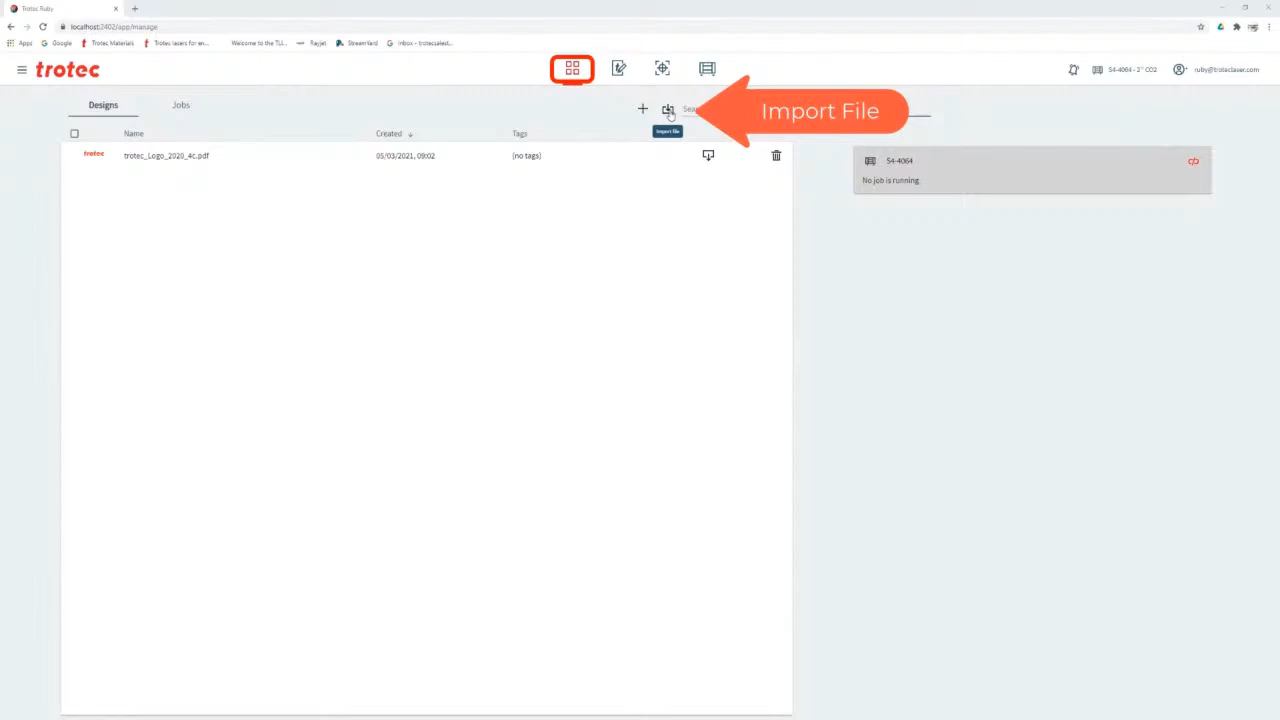 Trotec Ruby
localhost:2402/app/manage
Apps Google Trotec Materials Trotec lasers for en... Welcome to the TLI... Rayjet StreamYard Inbox - trotecsalest...
trotec
S4-4064 - 2" CO2 ruby@troteclaser.com
Designs Jobs
Import File
Import file
Name Created Tags
trotec trotec_Logo_2020_4c.pdf 05/03/2021, 09:02 (no tags)
S4-4064
No job is running